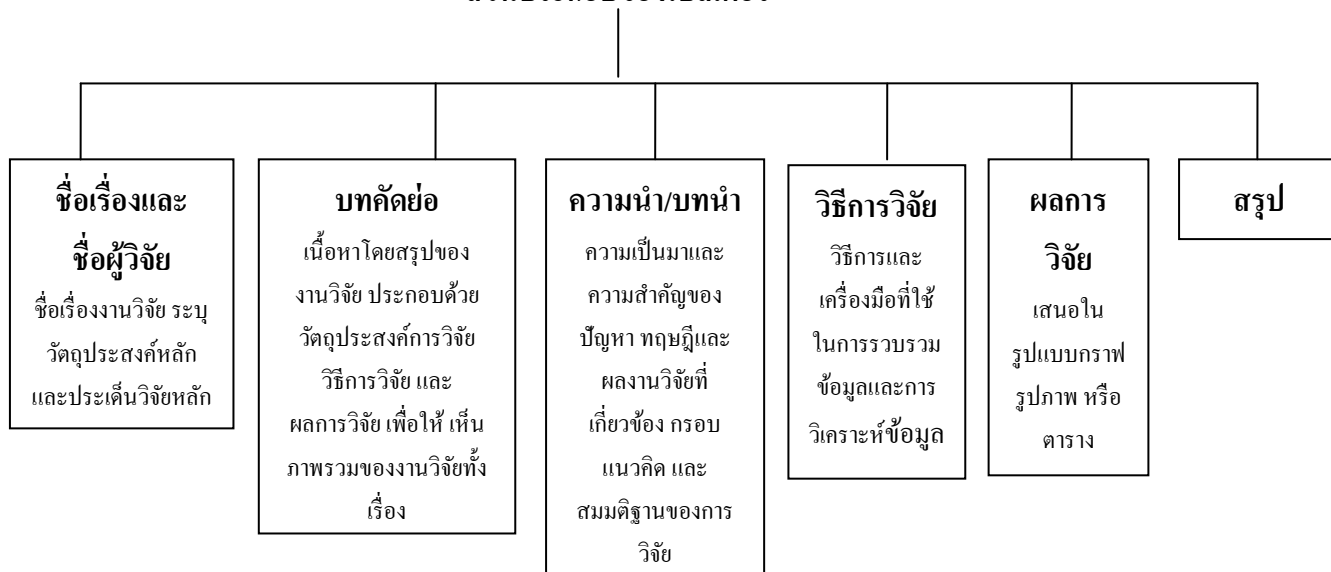 ชื่อเรื่องและ
ชื่อผู้วิจัย
ชื่อเรื่องงานวิจัย ระบุ
วัตถุประสงค์หลัก
และประเด็นวิจัยหลัก
บทคัดย่อ
เนื้อหาโดยสรุปของ
งานวิจัย ประกอบด้วย
วัตถุประสงค์การวิจัย
วิธีการวิจัย และ
ผลการวิจัย เพื่อให้ เห็น
ภาพรวมของงานวิจัยทั้ง
เรื่อง
ความนำ/บทนำ
ความเป็นมาและ
ความสำคัญของ
ปัญหา ทฤษฎีและ
ผลงานวิจัยที่
เกี่ยวข้อง กรอบ
แนวคิด และ
สมมติฐานของการ
วิจัย
วิธีการวิจัย
วิธีการและ
เครื่องมือที่ใช้
ในการรวบรวม
ข้อมูลและการ
วิเคราะห์ข้อมูล
ผลการ
วิจัย
เสนอใน
รูปแบบกราฟ
รูปภาพ หรือ
ตาราง
สรุป